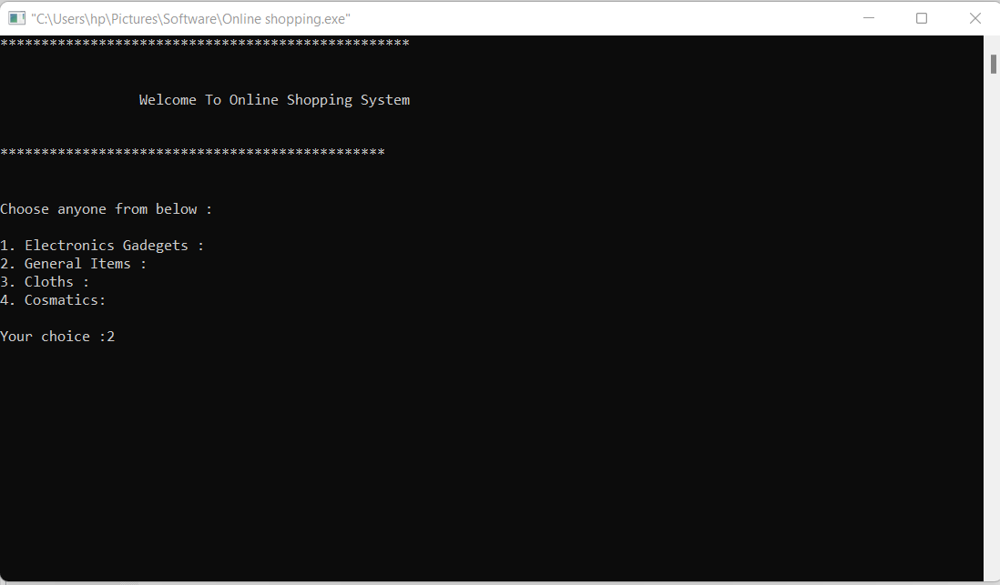 "C:\Users\hp\Pictures\Software\Online shopping.exe"
**************************************************
Welcome To Online Shopping System
***********************************************
Choose anyone from below :
1. Electronics Gadegets :
2. General Items :
3. Cloths :
4. Cosmatics:
Your choice :2